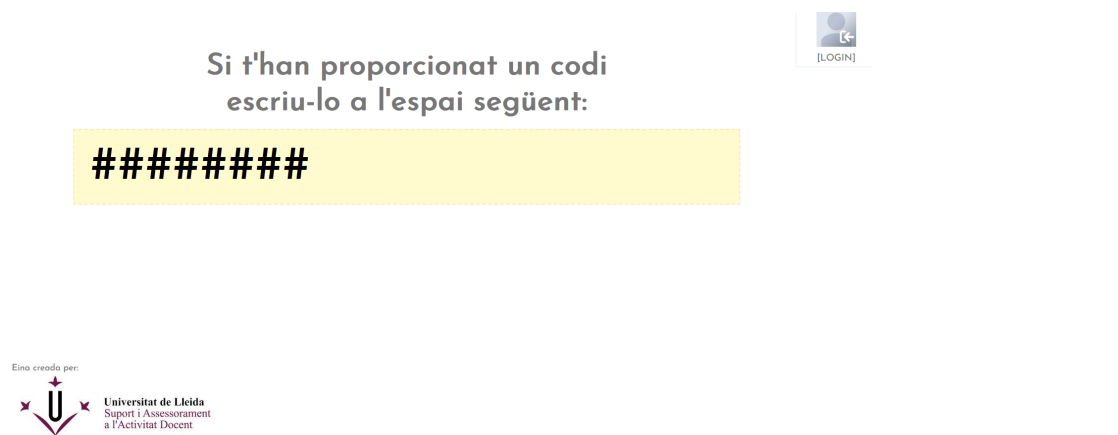 [LOGIN]
Si t'han proporcionat un codi
escriu-lo a l'espai següent:
########
Eina creada per:
U
Universitat de Lleida
Suport i Assessorament
a l'Activitat Docent